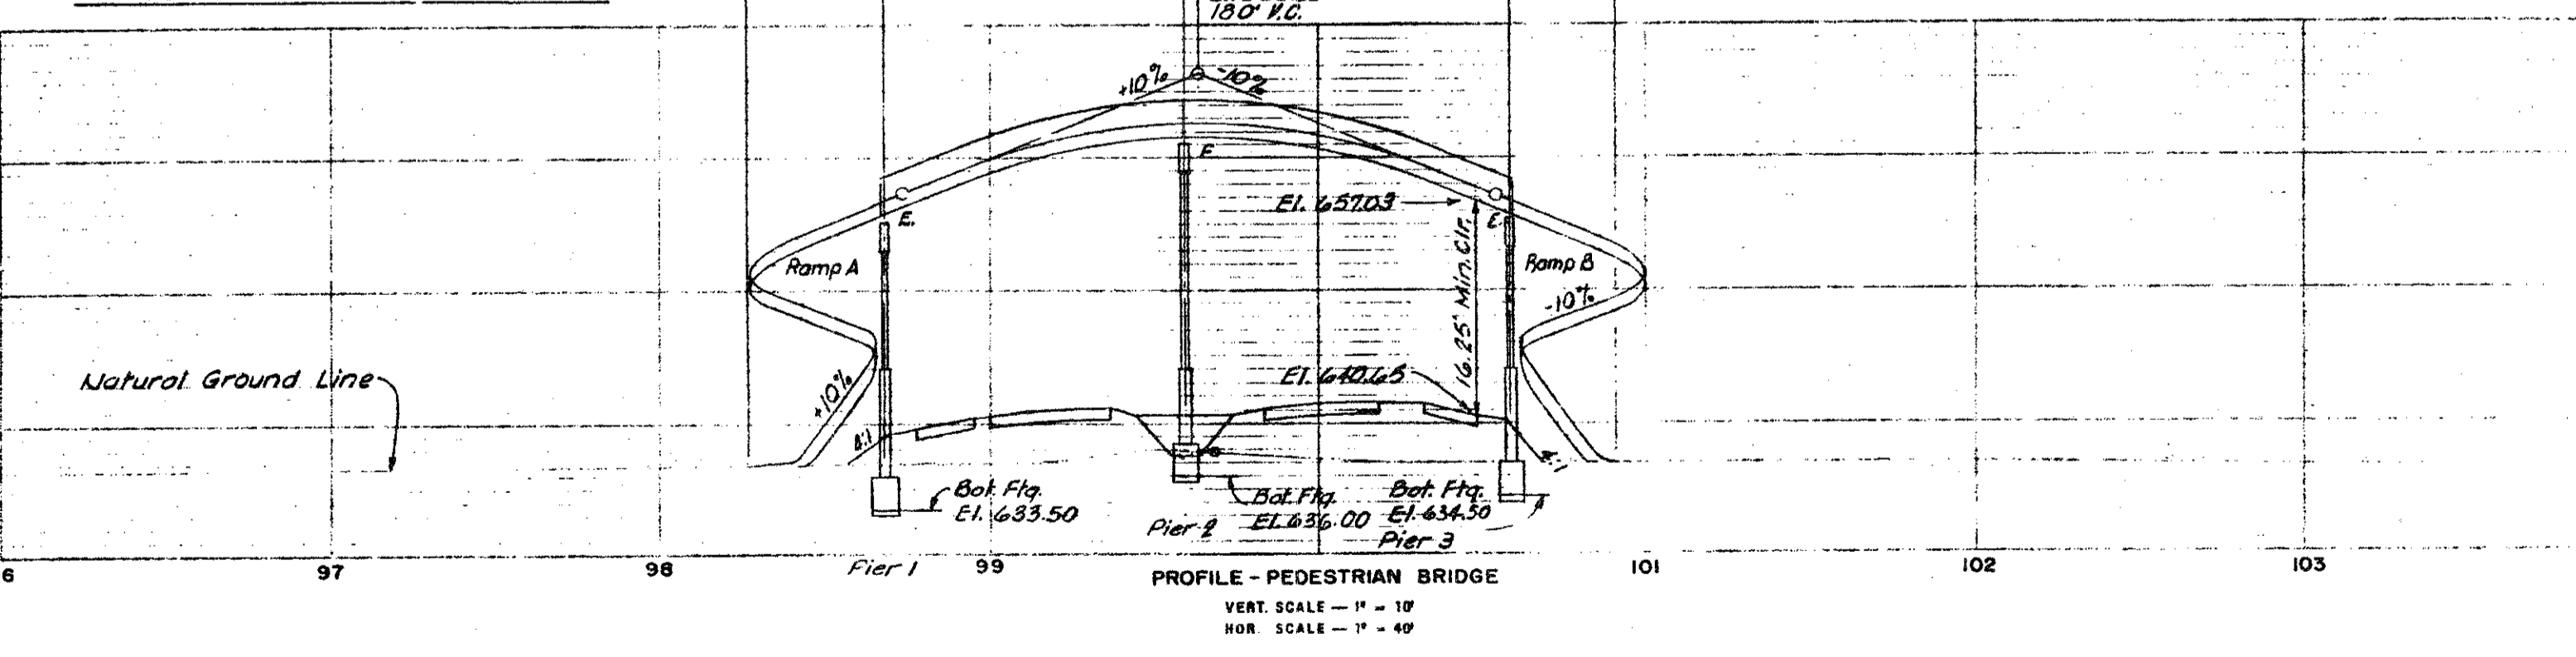 180' V.C.
+10%
-10%
F
El. 657.03
E.
E.
Ramp A
16.25' Min. Clr.
Ramp B
-10%
Natural Ground Line
+10%
El. 640.65
4:1
4:1
Bot. Ftg.
El. 633.50
Bot. Ftg.
El. 636.00
Bot. Ftg.
El. 634.50
Pier 2
Pier 3
6
97
98
Pier 1
99
101
102
103
PROFILE - PEDESTRIAN BRIDGE
VERT. SCALE — 1" = 10'
HOR. SCALE — 1" = 40'